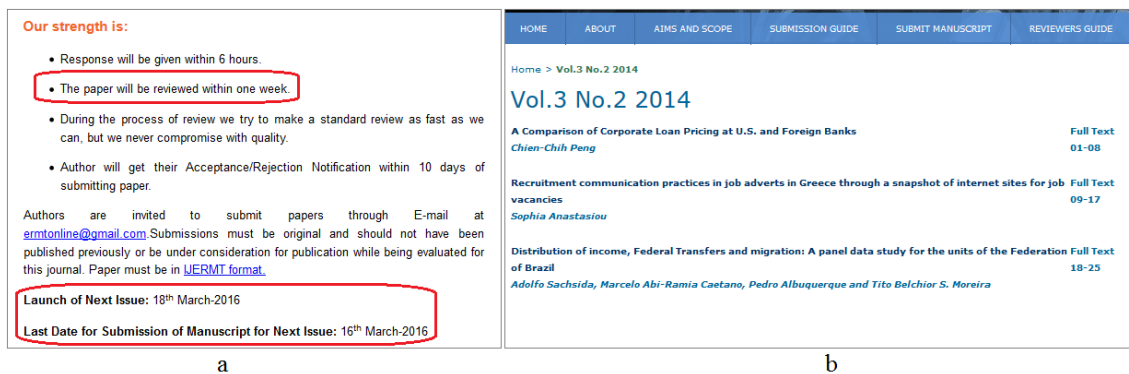 Our strength is:
• Response will be given within 6 hours.
• The paper will be reviewed within one week.
• During the process of review we try to make a standard review as fast as we
can, but we never compromise with quality.
• Author will get their Acceptance/Rejection Notification within 10 days of
submitting paper.
Authors are invited to submit papers through E-mail at
ermtonline@gmail.com.Submissions must be original and should not have been
published previously or be under consideration for publication while being evaluated for
this journal. Paper must be in IJERMT format.
Launch of Next Issue: 18th March-2016
Last Date for Submission of Manuscript for Next Issue: 16th March-2016
a
HOME ABOUT AIMS AND SCOPE SUBMISSION GUIDE SUBMIT MANUSCRIPT REVIEWERS GUIDE
Home > Vol.3 No.2 2014
Vol.3 No.2 2014
A Comparison of Corporate Loan Pricing at U.S. and Foreign Banks Full Text
Chien-Chih Peng 01-08
Recruitment communication practices in job adverts in Greece through a snapshot of internet sites for job Full Text
vacancies 09-17
Sophia Anastasiou
Distribution of income, Federal Transfers and migration: A panel data study for the units of the Federation Full Text
of Brazil 18-25
Adolfo Sachsida, Marcelo Abi-Ramia Caetano, Pedro Albuquerque and Tito Belchior S. Moreira
b